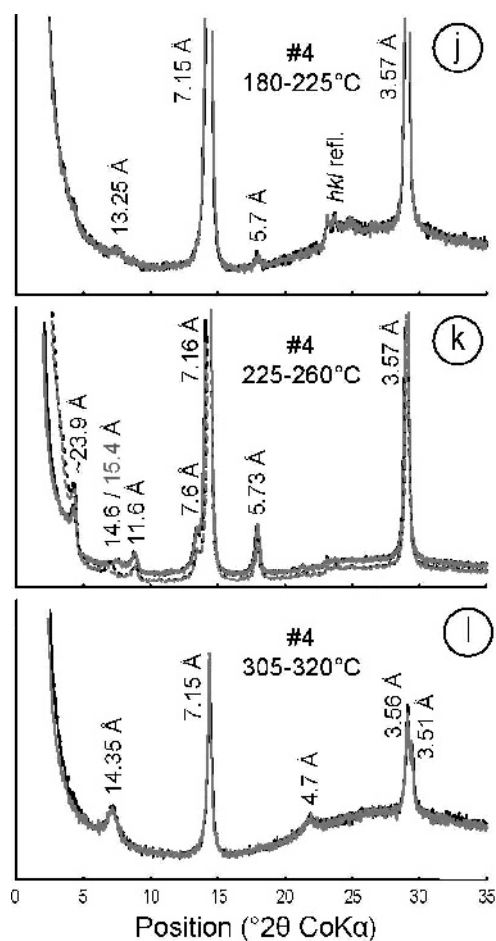 #4
180-225°C
j
13.25 Å
7.15 Å
5.7 Å
hkl refl.
3.57 Å
#4
225-260°C
k
~23.9 Å
14.6 / 15.4 Å
11.6 Å
7.6 Å
7.16 Å
5.73 Å
3.57 Å
#4
305-320°C
l
14.35 Å
7.15 Å
4.7 Å
3.56 Å
3.51 Å
0 5 10 15 20 25 30 35
Position (°2θ CoKα)